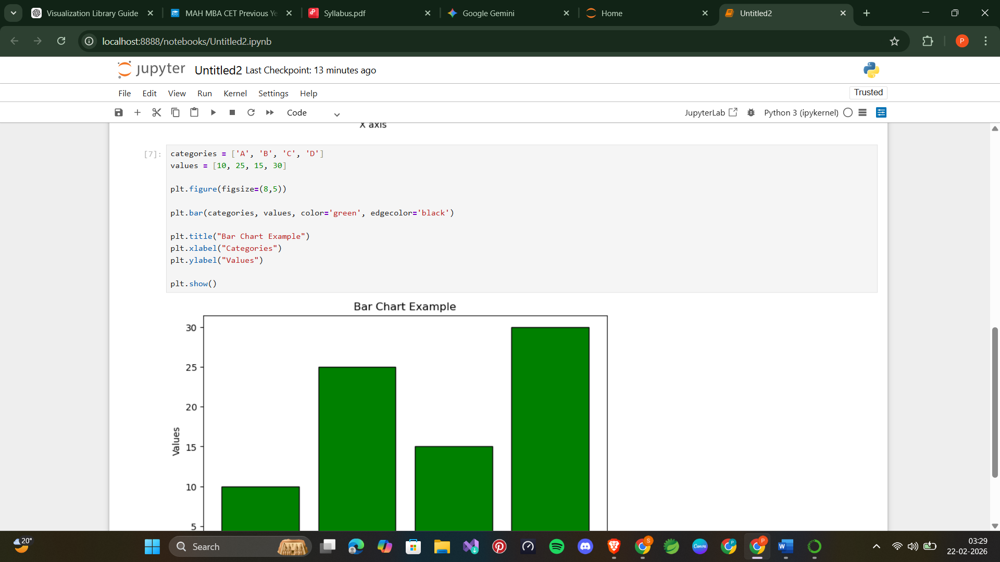 Visualization Library Guide
MAH MBA CET Previous Ye
Syllabus.pdf
Google Gemini
Home
Untitled2
localhost:8888/notebooks/Untitled2.ipynb
P
jupyter Untitled2 Last Checkpoint: 13 minutes ago
File Edit View Run Kernel Settings Help
Trusted
Code
JupyterLab
Python 3 (ipykernel)
X axis
[7]:
categories = ['A', 'B', 'C', 'D']
values = [10, 25, 15, 30]
plt.figure(figsize=(8,5))
plt.bar(categories, values, color='green', edgecolor='black')
plt.title("Bar Chart Example")
plt.xlabel("Categories")
plt.ylabel("Values")
plt.show()
Bar Chart Example
30
25
20
15
10
5
Values
20°
Search
Canva
S
P
P
W
03:29
22-02-2026